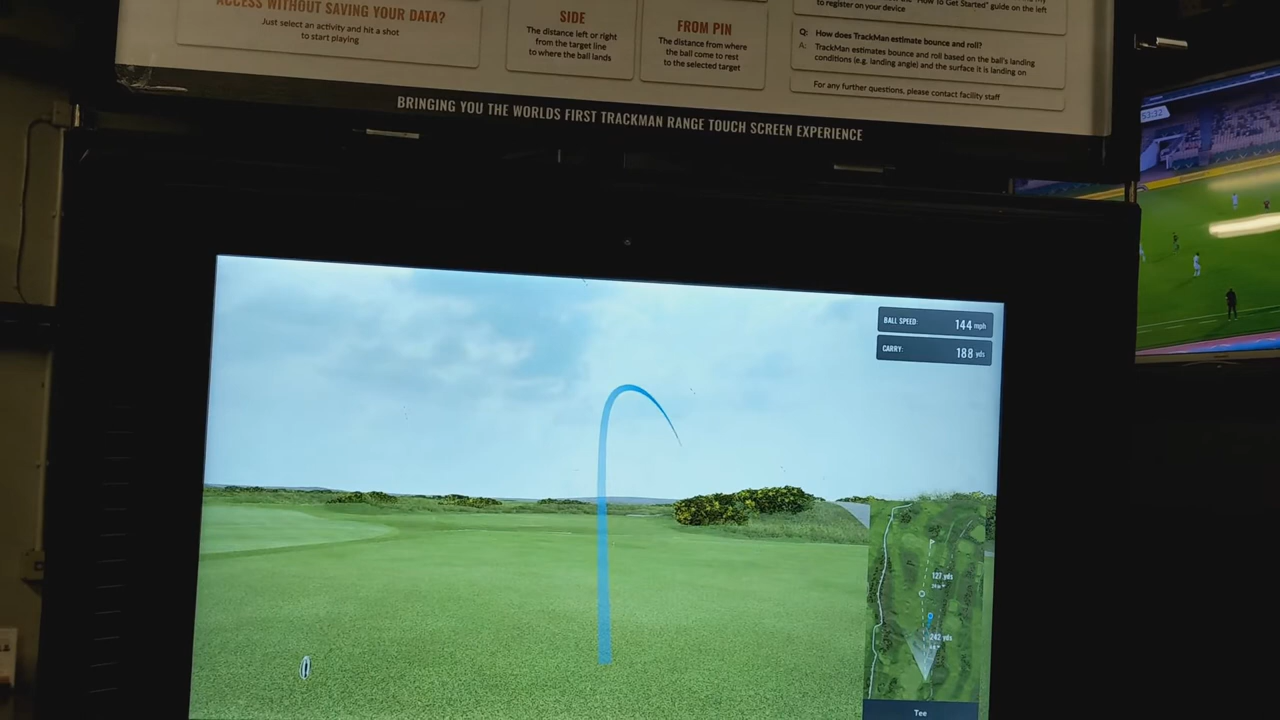 ACCESS WITHOUT SAVING YOUR DATA?
Just select an activity and hit a shot
to start playing
SIDE
The distance left or right
from the target line
to where the ball lands
FROM PIN
The distance from where
the ball come to rest
to the selected target
to register on your device
"How To Get Started" guide on the left
Q: How does TrackMan estimate bounce and roll?
A: TrackMan estimates bounce and roll based on the ball's landing
conditions (e.g. landing angle) and the surface it is landing on
For any further questions, please contact facility staff
BRINGING YOU THE WORLDS FIRST TRACKMAN RANGE TOUCH SCREEN EXPERIENCE
BALL SPEED: 144 mph
CARRY: 188 yds
127 yds
242 yds
Tee